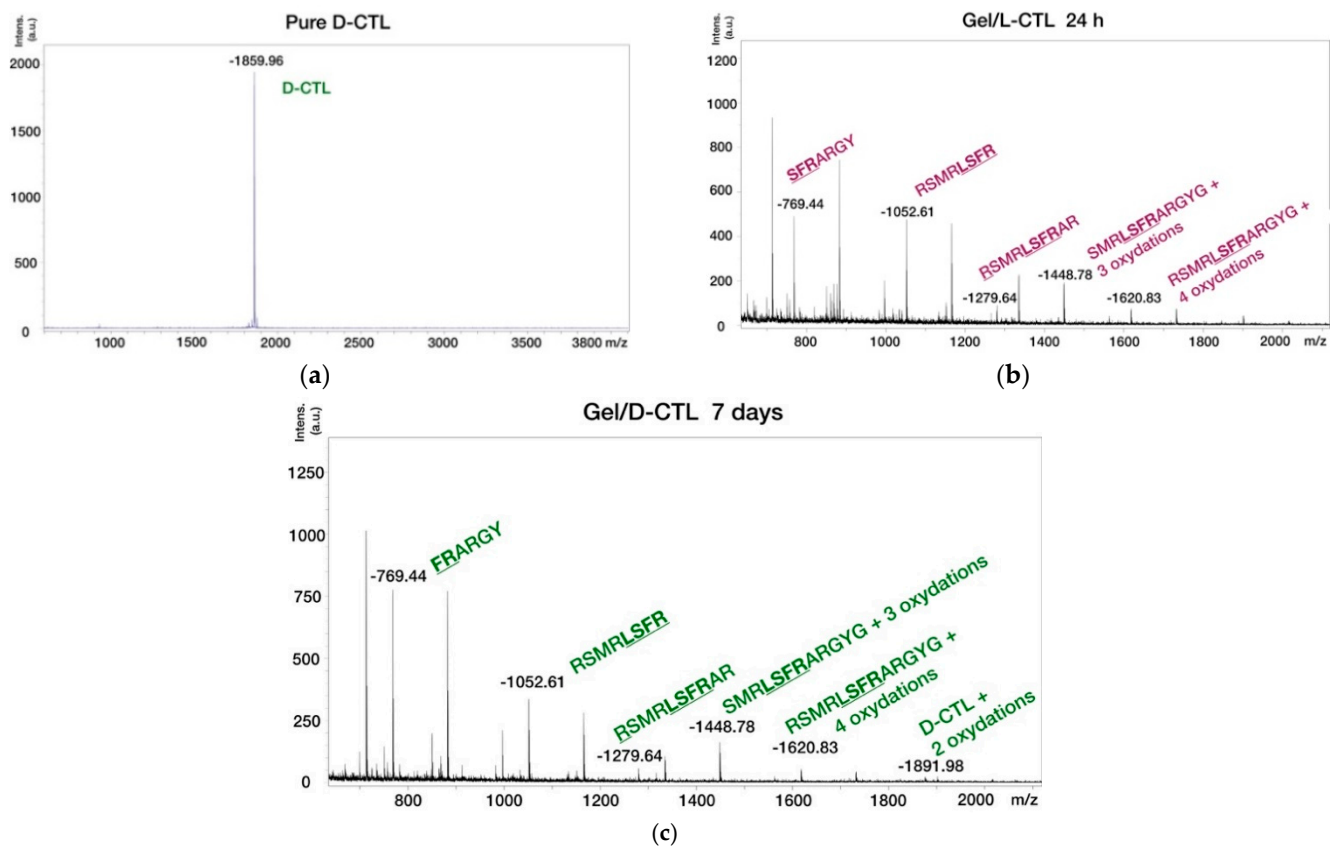 Pure D-CTL
Intens.
(a.u.)
2000
1500
1000
500
0
-1859.96
D-CTL
1000
1500
2000
2500
3000
3500
3800 m/z
(a)
Gel/L-CTL 24 h
Intens.
(a.u.)
1200
1000
800
600
400
200
0
SFRARGY
-769.44
RSMRLSFR
-1052.61
RSMRLSFRAR
-1279.64
SMRLSFRARGYG +
3 oxydations
-1448.78
RSMRLSFRARGYG +
4 oxydations
-1620.83
800
1000
1200
1400
1600
1800
2000
m/z
(b)
Gel/D-CTL 7 days
Intens.
(a.u.)
1250
1000
750
500
250
0
FRARGY
-769.44
RSMRLSFR
-1052.61
RSMRLSFRAR
-1279.64
SMRLSFRARGYG + 3 oxydations
-1448.78
RSMRLSFRARGYG +
4 oxydations
-1620.83
D-CTL +
2 oxydations
-1891.98
800
1000
1200
1400
1600
1800
2000
m/z
(c)